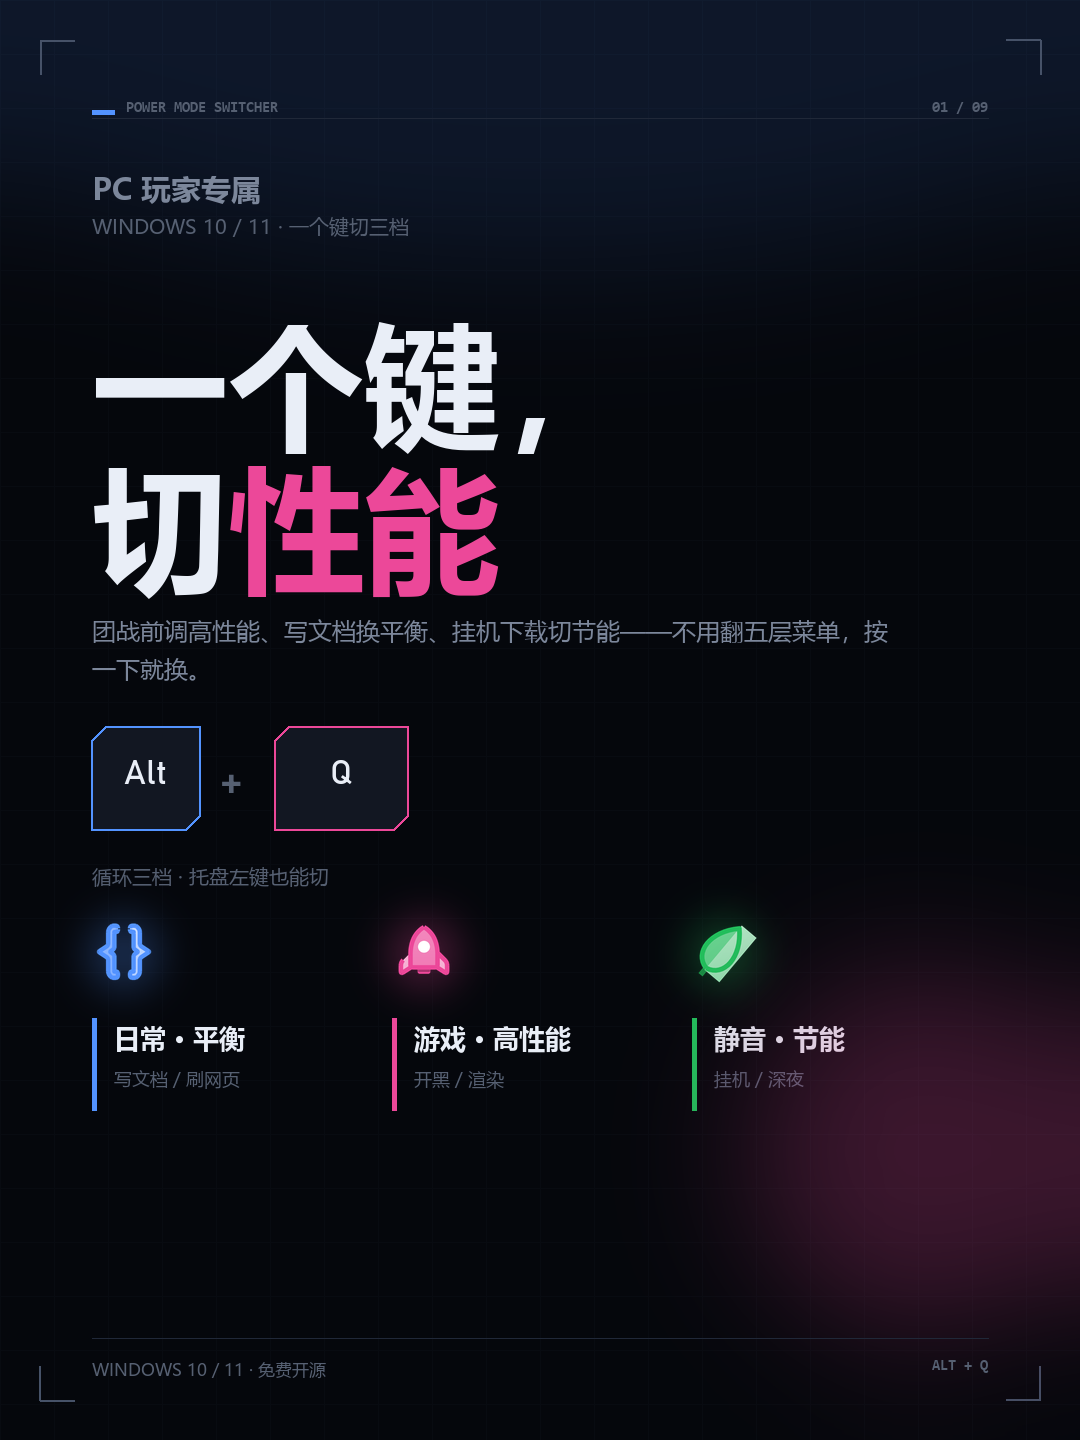 POWER MODE SWITCHER
01 / 09
PC 玩家专属
WINDOWS 10 / 11 · 一个键切三档
一个键,
切性能
团战前调高性能、写文档换平衡、挂机下载切节能——不用翻五层菜单，按
一下就换。
Alt + Q
循环三档 · 托盘左键也能切
{ }
日常 · 平衡
写文档 / 刷网页
游戏 · 高性能
开黑 / 渲染
静音 · 节能
挂机 / 深夜
WINDOWS 10 / 11 · 免费开源
ALT + Q